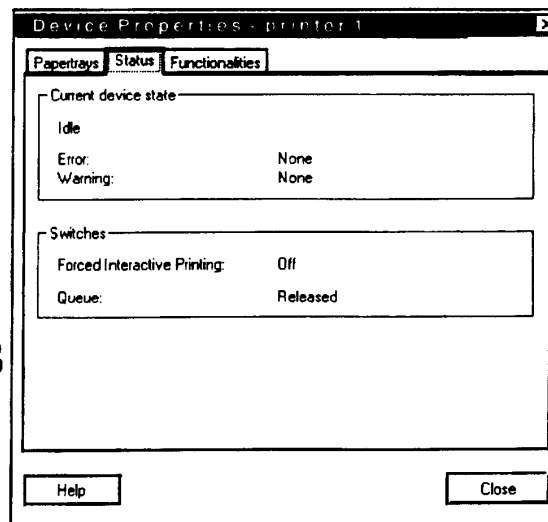 Device Properties - printer 1
Papertrays Status Functionalities
Current device state
Idle
Error: None
Warning: None
Switches
Forced Interactive Printing: Off
Queue: Released
Help Close